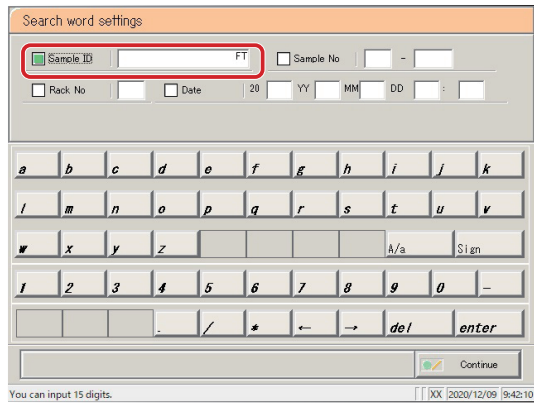 Search word settings
Sample ID FT Sample No -
Rack No Date 20 YY MM DD :
a b c d e f g h i j k
l m n o p q r s t u v
w x y z A/a Sign
1 2 3 4 5 6 7 8 9 0 -
. / * ← → del enter
Continue
You can input 15 digits. XX 2020/12/09 9:42:10